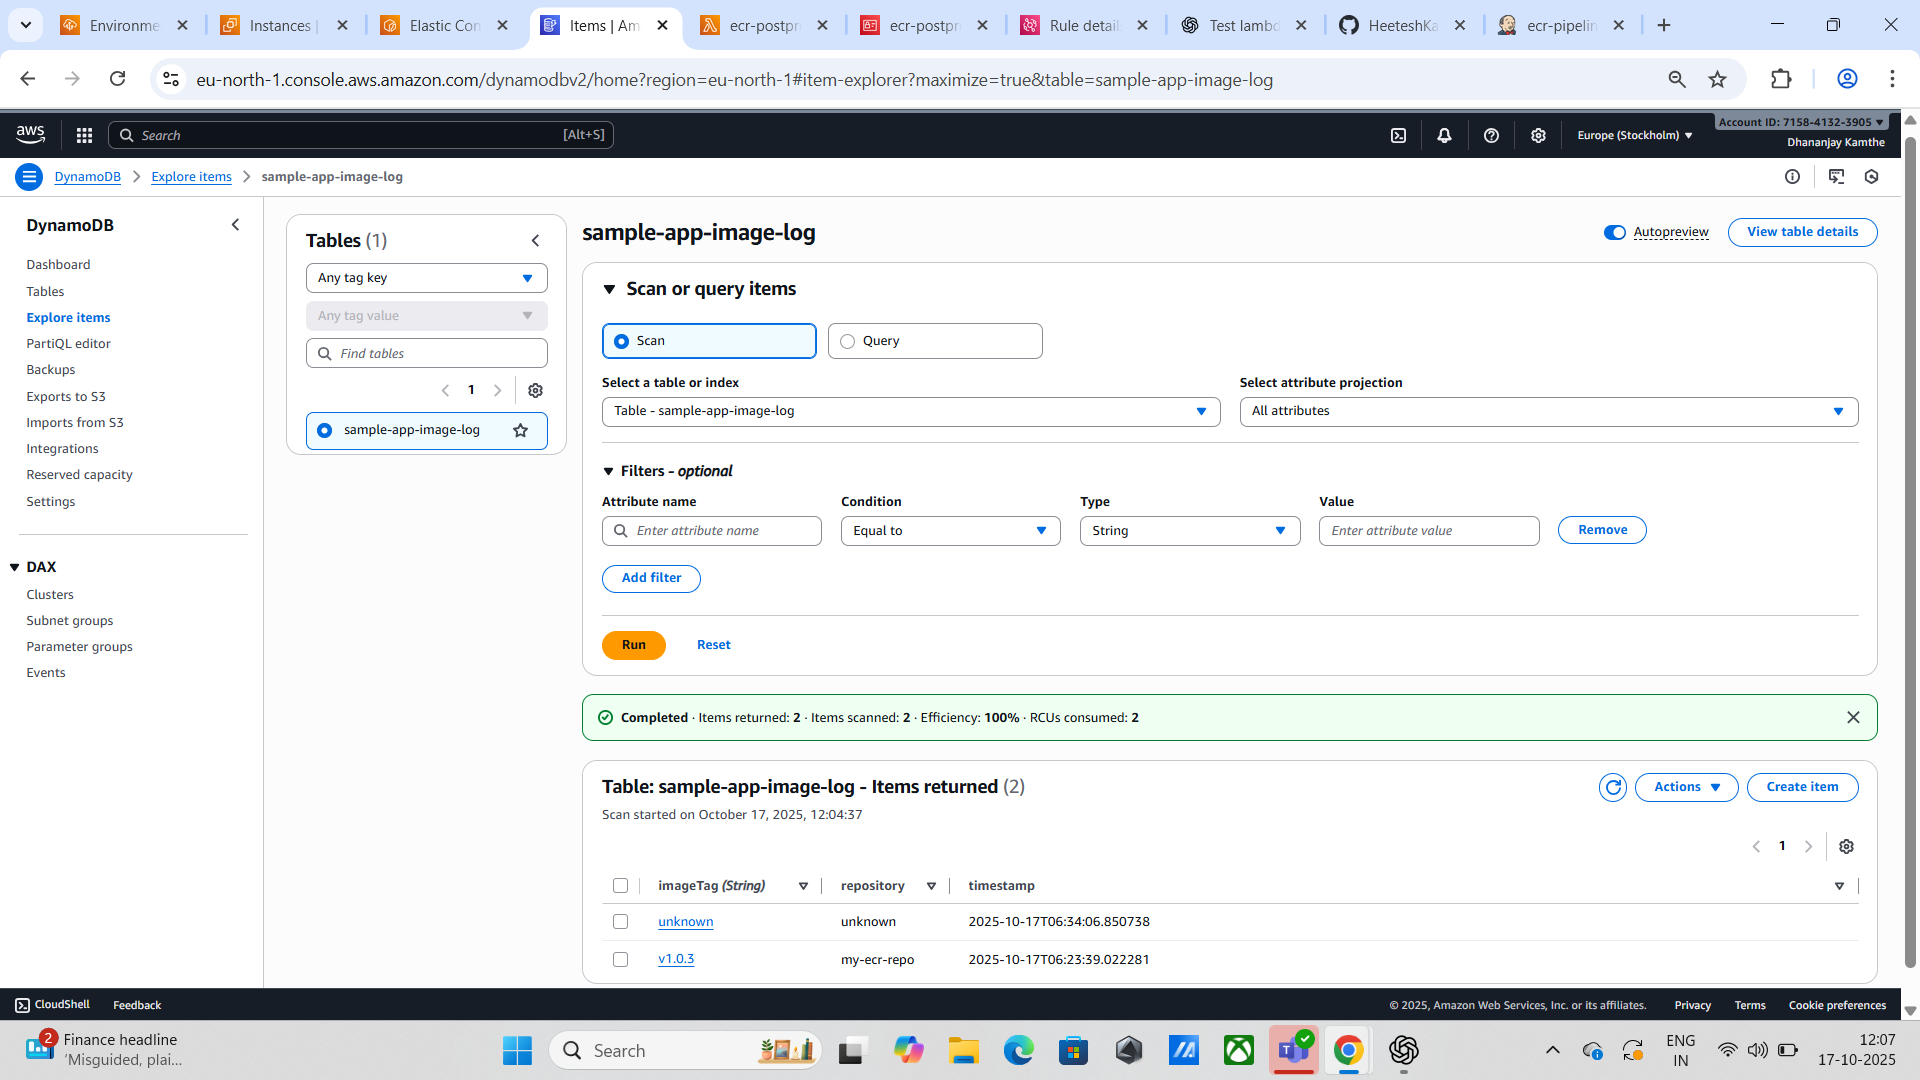 Environme
Instances |
Elastic Con
Items | Am
ecr-postpr
ecr-postpr
Rule detail
Test lambd
HeeteshKa
ecr-pipelin
eu-north-1.console.aws.amazon.com/dynamodbv2/home?region=eu-north-1#item-explorer?maximize=true&table=sample-app-image-log
aws
Search
[Alt+S]
Europe (Stockholm)
Account ID: 7158-4132-3905
Dhananjay Kamthe
DynamoDB
Explore items
sample-app-image-log
DynamoDB
Dashboard
Tables
Explore items
PartiQL editor
Backups
Exports to S3
Imports from S3
Integrations
Reserved capacity
Settings
DAX
Clusters
Subnet groups
Parameter groups
Events
Tables (1)
Any tag key
Any tag value
Find tables
1
sample-app-image-log
sample-app-image-log
Autopreview
View table details
Scan or query items
Scan
Query
Select a table or index
Select attribute projection
Table - sample-app-image-log
All attributes
Filters - optional
Attribute name
Condition
Type
Value
Enter attribute name
Equal to
String
Enter attribute value
Remove
Add filter
Run
Reset
Completed · Items returned: 2 · Items scanned: 2 · Efficiency: 100% · RCUs consumed: 2
Table: sample-app-image-log - Items returned (2)
Actions
Create item
Scan started on October 17, 2025, 12:04:37
1
imageTag (String)
repository
timestamp
unknown
unknown
2025-10-17T06:34:06.850738
v1.0.3
my-ecr-repo
2025-10-17T06:23:39.022281
CloudShell
Feedback
© 2025, Amazon Web Services, Inc. or its affiliates.
Privacy
Terms
Cookie preferences
2
Finance headline
'Misguided, plai...
Search
ENG
IN
12:07
17-10-2025